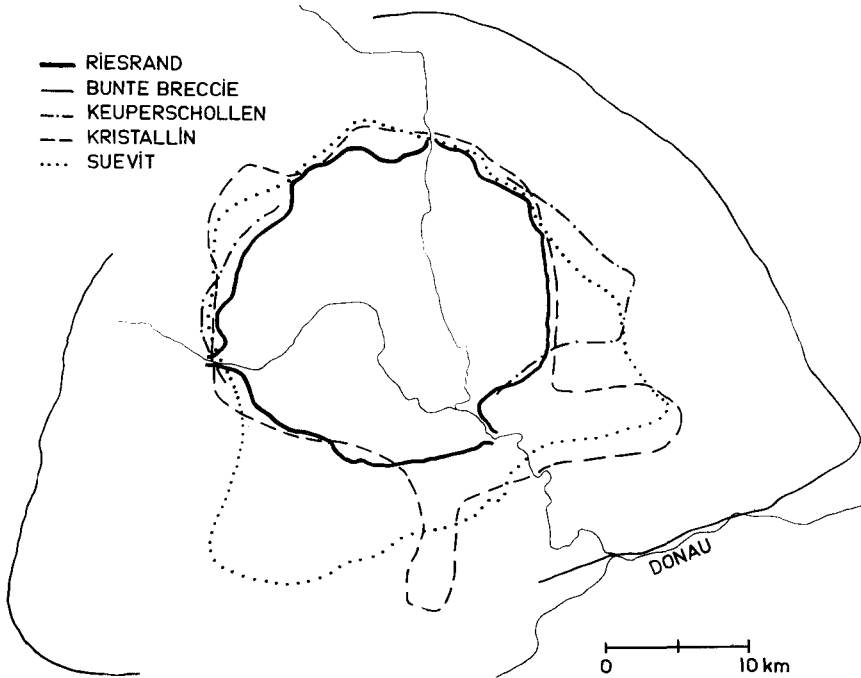 RiESRAND
BUNTE BRECCiE
KEUPERSCHOLLEN
KRiSTALLiN
SUEViT
DONAU
0 10 km